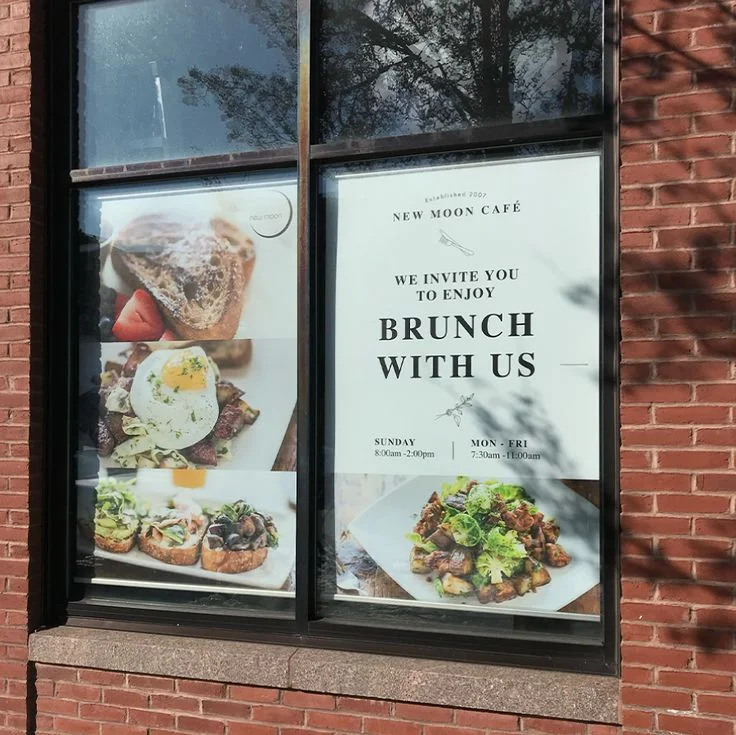 new moon
Established 2007
NEW MOON CAFÉ
WE INVITE YOU
TO ENJOY
BRUNCH
WITH US
SUNDAY
8:00am -2:00pm
MON - FRI
7:30am -11:00am